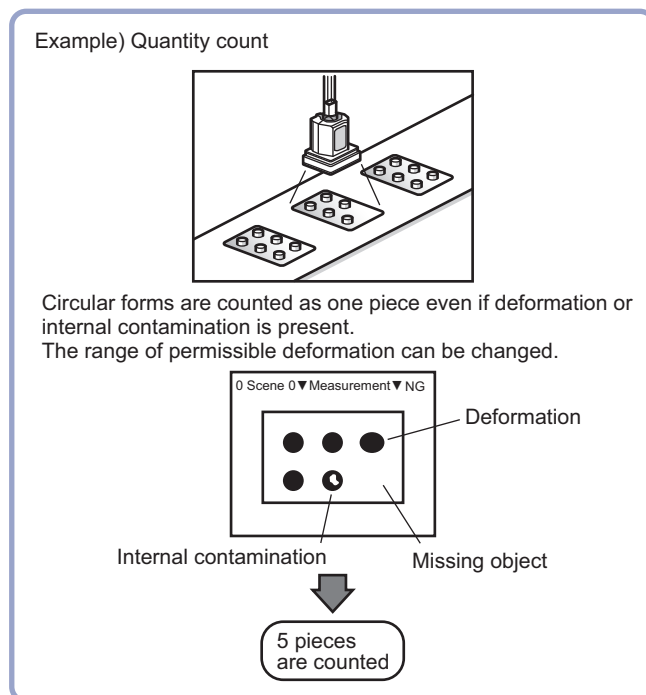 Example) Quantity count
Circular forms are counted as one piece even if deformation or
internal contamination is present.
The range of permissible deformation can be changed.
0 Scene 0▼Measurement▼ NG
Deformation
Internal contamination
Missing object
5 pieces
are counted